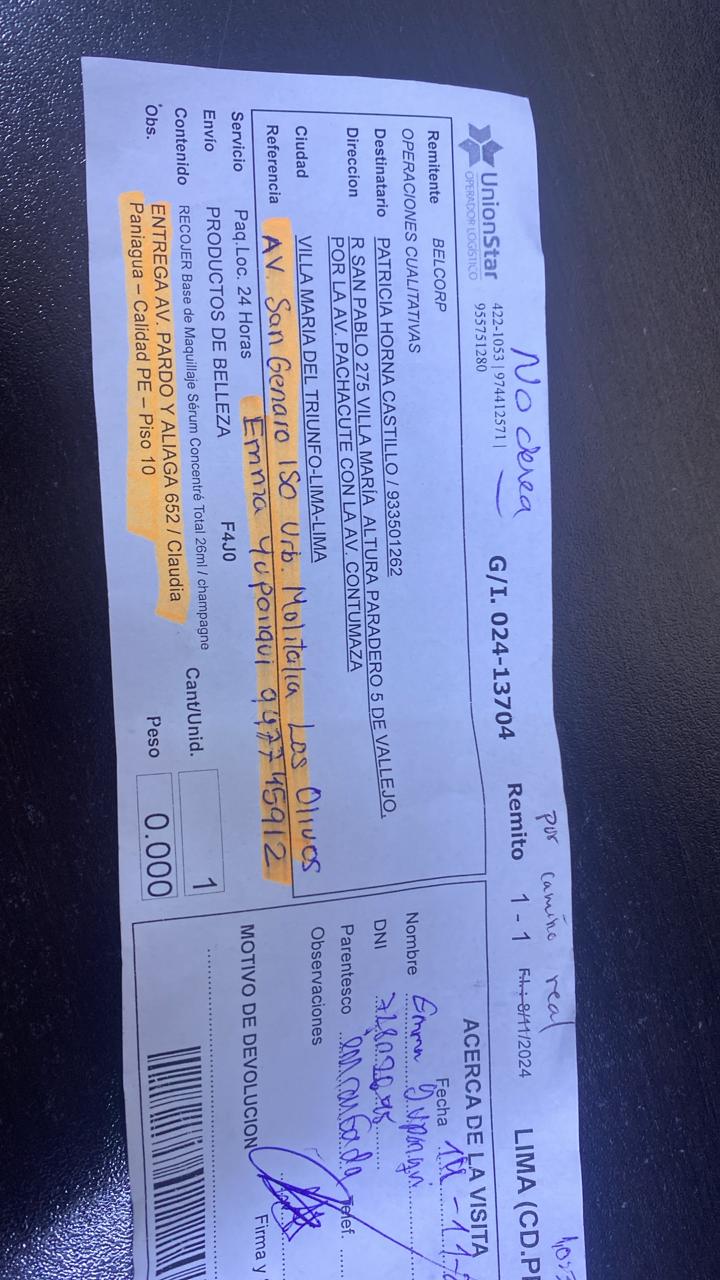 UnionStar
OPERADOR LOGÍSTICO
422-1053 | 974412571 |
955751280
No desea
G/I. 024-13704
Remito 1 - 1
por camino real
F.I.: 8/11/2024
LIMA (CD.P
Remitente BELCORP
OPERACIONES CUALITATIVAS
Destinatario PATRICIA HORNA CASTILLO / 933501262
Direccion R SAN PABLO 275 VILLA MARÍA ALTURA PARADERO 5 DE VALLEJO.
POR LA AV. PACHACUTE CON LA AV. CONTUMAZA
Ciudad VILLA MARIA DEL TRIUNFO-LIMA-LIMA
Referencia AV. San Genaro 150 Urb. Molitalia Los Olivos
Emma Yupanqui
Servicio Paq.Loc. 24 Horas
Envío PRODUCTOS DE BELLEZA F4J0
Contenido RECOJER Base de Maquillaje Sérum Concentré Total 26ml / champagne
Cant/Unid. 1
Obs. ENTREGA AV. PARDO Y ALIAGA 652 / Claudia
Paniagua – Calidad PE – Piso 10
Peso 0.000
ACERCA DE LA VISITA
Fecha
Nombre Emma Yupanqui
DNI
Parentesco encargada Telef.
Observaciones
MOTIVO DE DEVOLUCION
Firma y